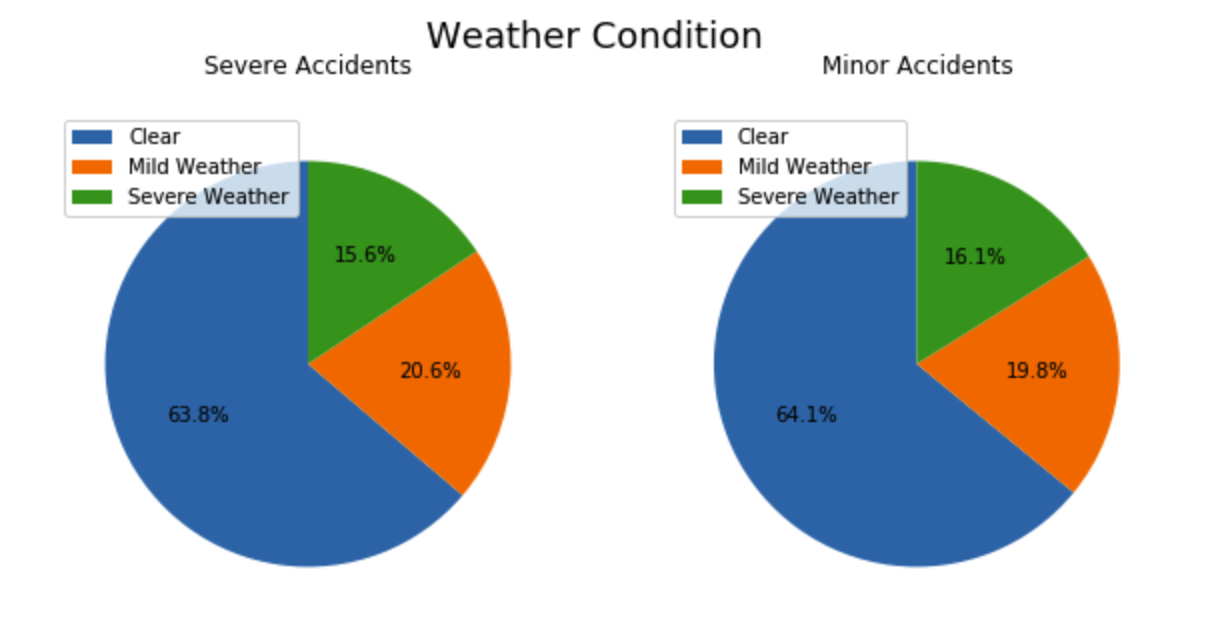 Weather Condition
Severe Accidents
Clear
Mild Weather
Severe Weather
15.6%
20.6%
63.8%
Minor Accidents
Clear
Mild Weather
Severe Weather
16.1%
19.8%
64.1%